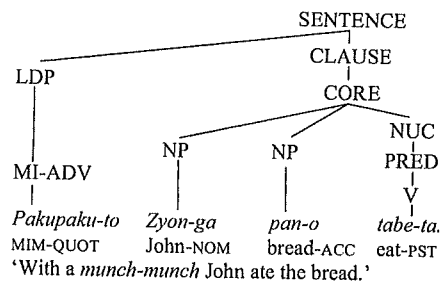 SENTENCE
LDP CLAUSE
CORE
NP NP NUC
MI-ADV PRED
V
Pakupaku-to Zyon-ga pan-o tabe-ta.
MIM-QUOT John-NOM bread-ACC eat-PST
'With a munch-munch John ate the bread.'